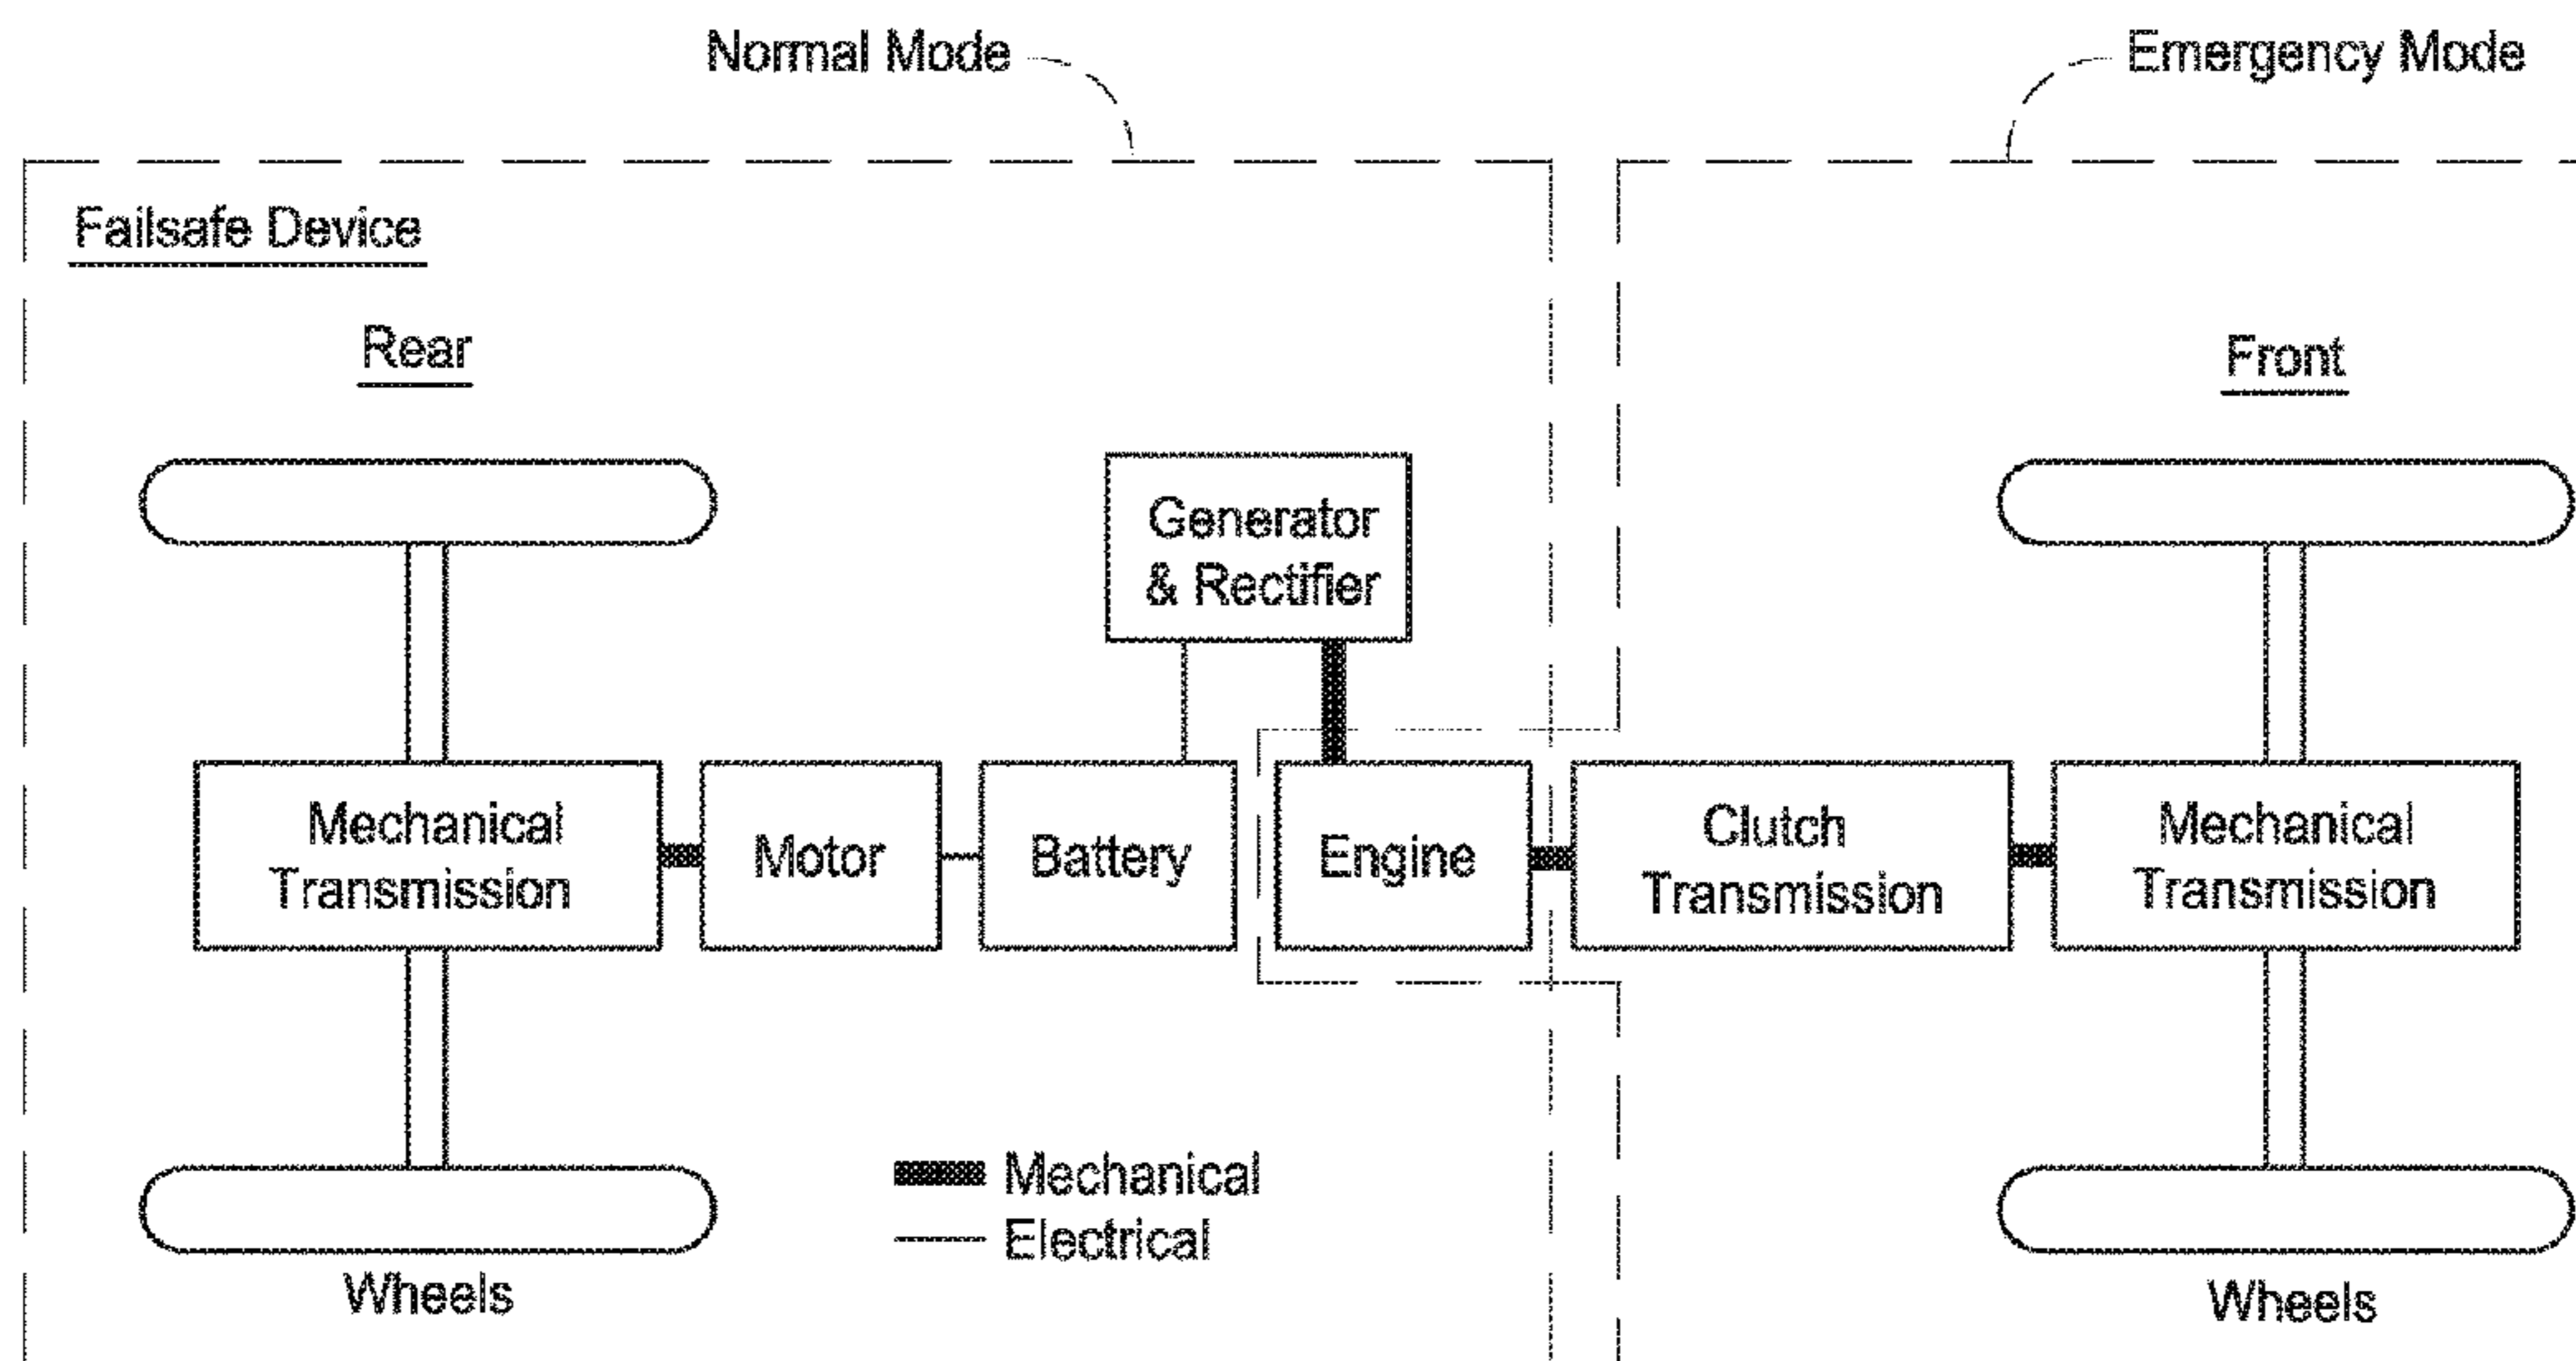 Normal Mode
Emergency Mode
Failsafe Device
Rear
Front
Generator
& Rectifier
Mechanical
Transmission
Motor
Battery
Engine
Clutch
Transmission
Mechanical
Transmission
Mechanical
Electrical
Wheels
Wheels